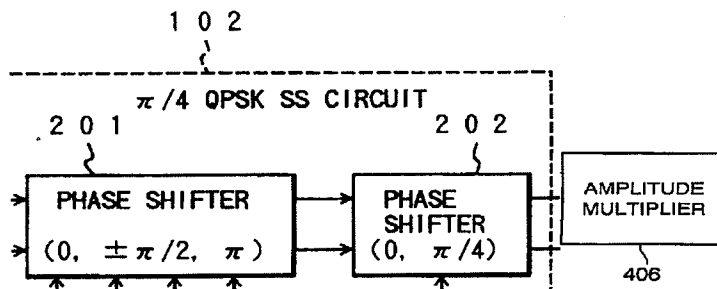 1 0 2
π/4 QPSK SS CIRCUIT
2 0 1
2 0 2
PHASE SHIFTER
(0, ±π/2, π)
PHASE
SHIFTER
(0, π/4)
AMPLITUDE
MULTIPLIER
406